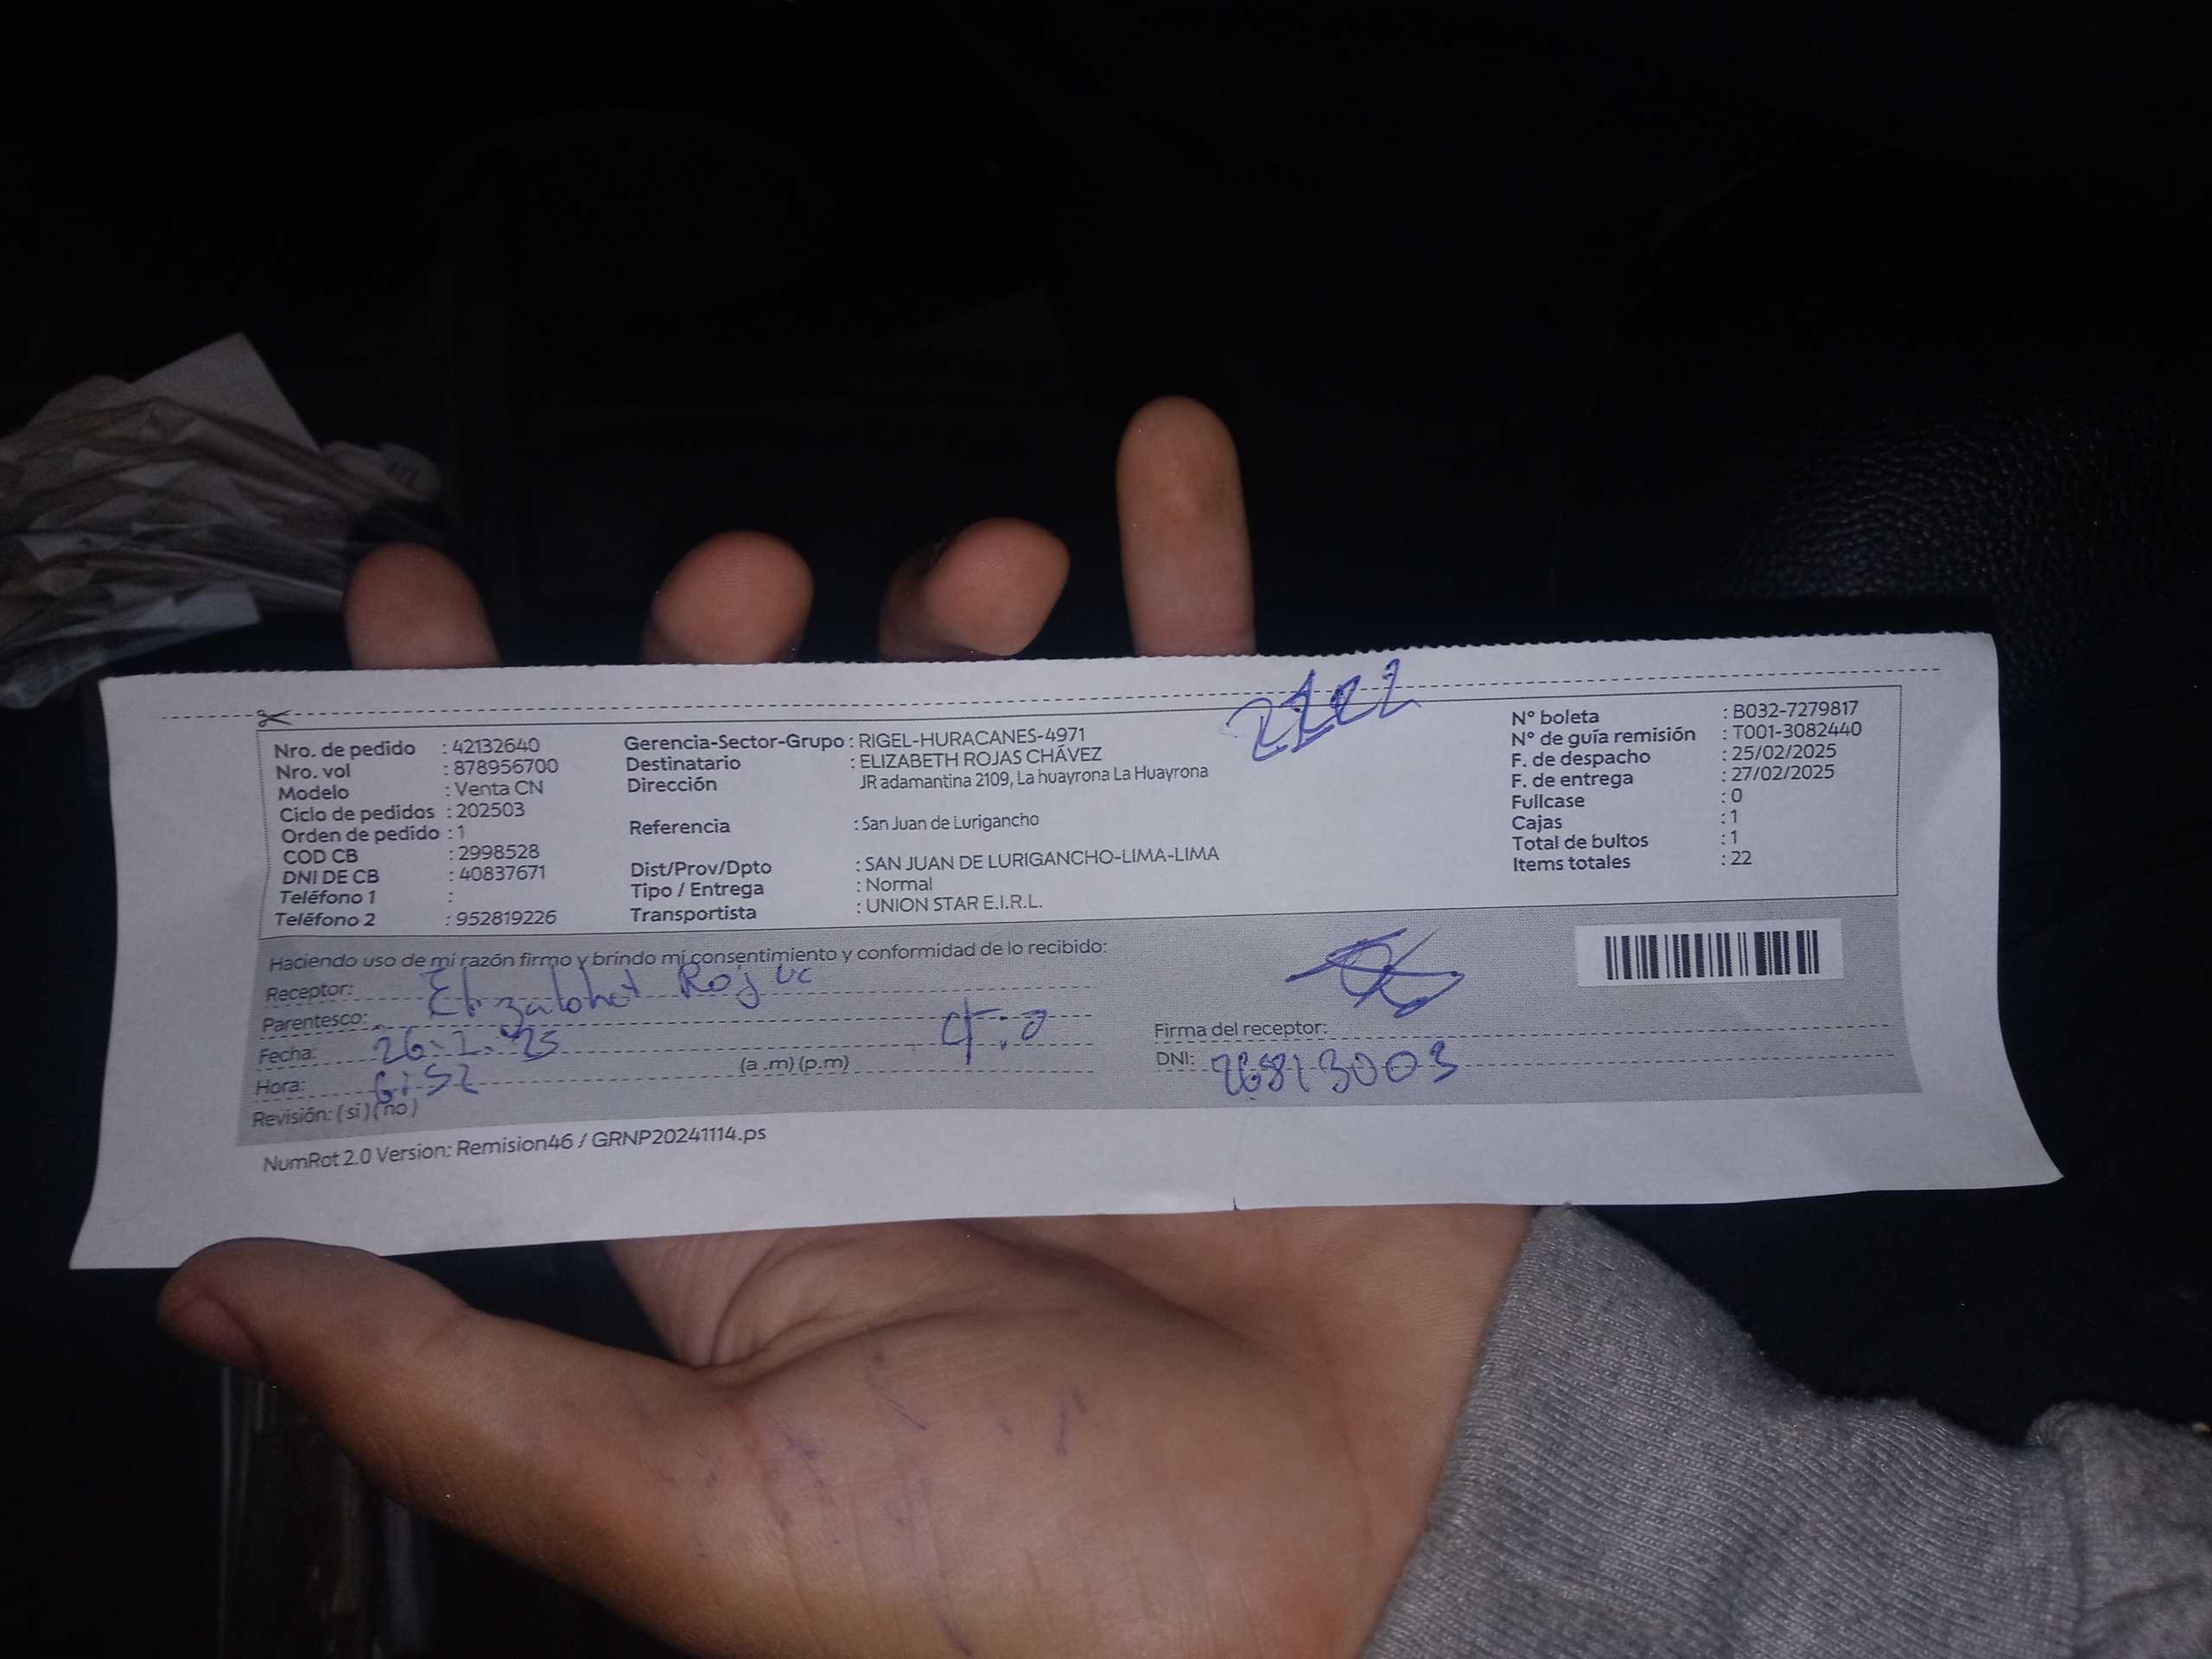 Nro. de pedido : 42132640
Nro. vol : 878956700
Modelo : Venta CN
Ciclo de pedidos : 202503
Orden de pedido : 1
COD CB : 2998528
DNI DE CB : 40837671
Teléfono 1 :
Teléfono 2 : 952819226
Gerencia-Sector-Grupo : RIGEL-HURACANES-4971
Destinatario : ELIZABETH ROJAS CHÁVEZ
Dirección JR adamantina 2109, La huayrona La Huayrona
Referencia : San Juan de Lurigancho
Dist/Prov/Dpto : SAN JUAN DE LURIGANCHO-LIMA-LIMA
Tipo / Entrega : Normal
Transportista : UNION STAR E.I.R.L.
N° boleta : B032-7279817
N° de guía remisión : T001-3082440
F. de despacho : 25/02/2025
F. de entrega : 27/02/2025
Fullcase : 0
Cajas : 1
Total de bultos : 1
Items totales : 22
Haciendo uso de mi razón firmo y brindo mi consentimiento y conformidad de lo recibido:
Receptor:
Parentesco:
Fecha: 26.2.25
Hora: (a .m) (p.m)
Revisión: ( si ) ( no )
Firma del receptor:
DNI:
NumRot 2.0 Version: Remision46 / GRNP20241114.ps